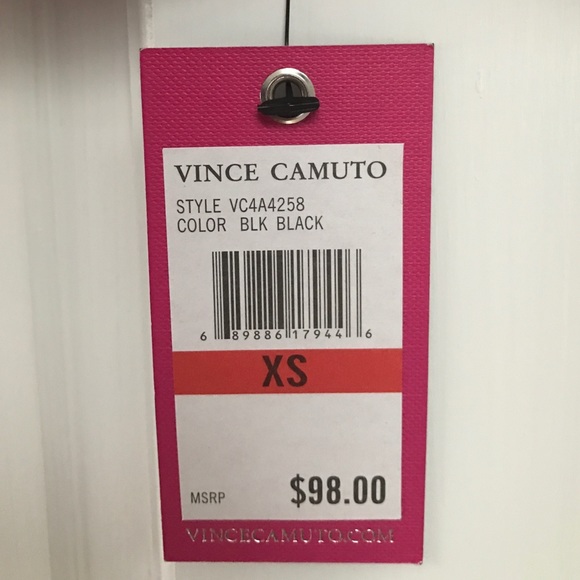 VINCE CAMUTO
STYLE VC4A4258
COLOR BLK BLACK
6 89886 17944 6
XS
MSRP $98.00
VINCECAMUTO.COM